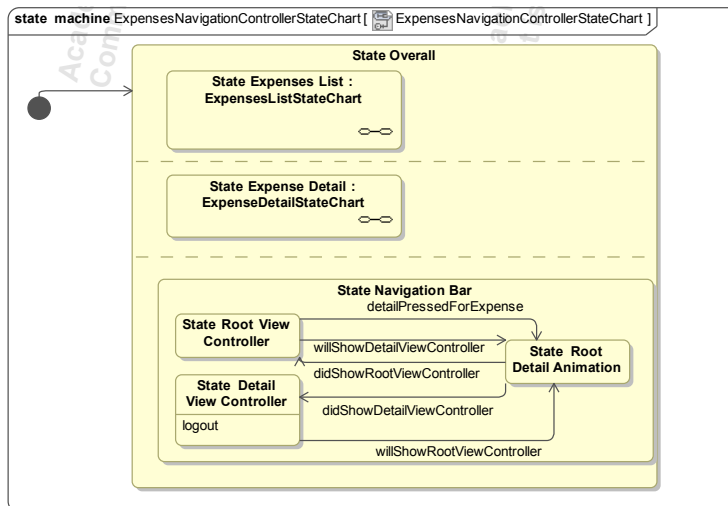 state machine ExpensesNavigationControllerStateChart [ ExpensesNavigationControllerStateChart ]
State Overall
State Expenses List :
ExpensesListStateChart
State Expense Detail :
ExpenseDetailStateChart
State Navigation Bar
detailPressedForExpense
State Root View
Controller
willShowDetailViewController
State Root
Detail Animation
didShowRootViewController
State Detail
View Controller
didShowDetailViewController
logout
willShowRootViewController